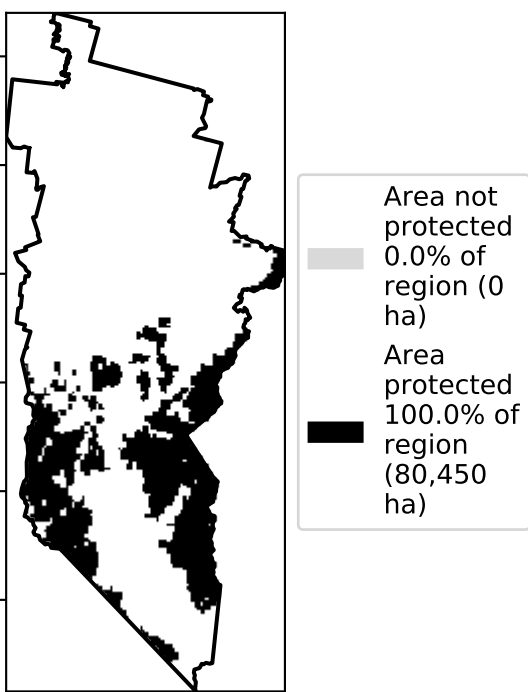 Area not
protected
0.0% of
region (0
ha)
Area
protected
100.0% of
region
(80,450
ha)